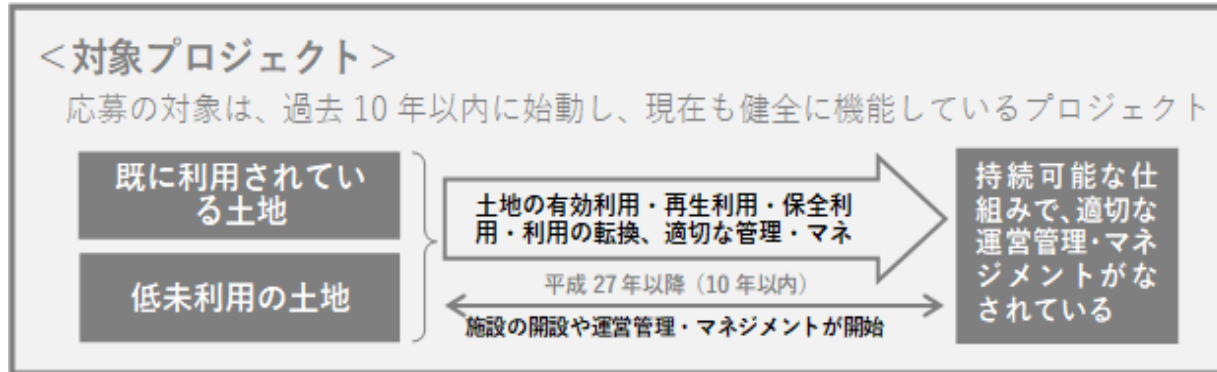 ＜対象プロジェクト＞
応募の対象は、過去 10 年以内に始動し、現在も健全に機能しているプロジェクト
既に利用されてい
る土地
低未利用の土地
土地の有効利用・再生利用・保全利
用・利用の転換、適切な管理・マネ
平成 27 年以降（10 年以内）
施設の開設や運営管理・マネジメントが開始
持続可能な仕
組みで、適切な
運営管理・マネ
ジメントがな
されている